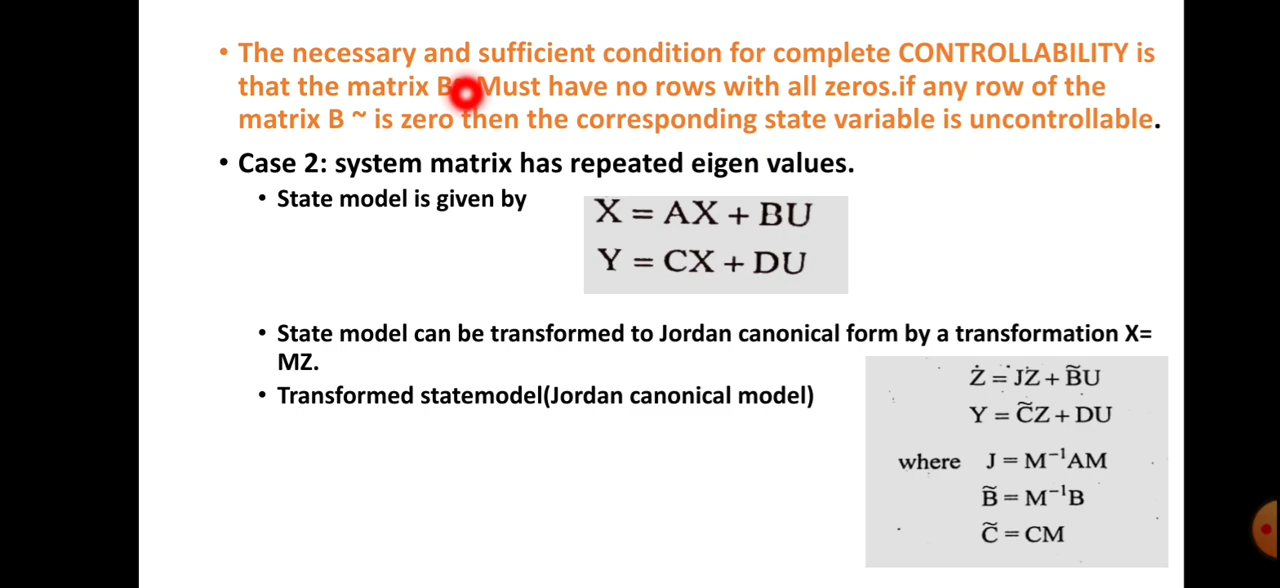 • The necessary and sufficient condition for complete CONTROLLABILITY is
that the matrix B Must have no rows with all zeros.if any row of the
matrix B ~ is zero then the corresponding state variable is uncontrollable.
• Case 2: system matrix has repeated eigen values.
• State model is given by
X = AX + BU
Y = CX + DU
• State model can be transformed to Jordan canonical form by a transformation X=
MZ.
• Transformed statemodel(Jordan canonical model)
Ż = JZ + B̃U
Y = C̃Z + DU
where J = M⁻¹AM
B̃ = M⁻¹B
C̃ = CM